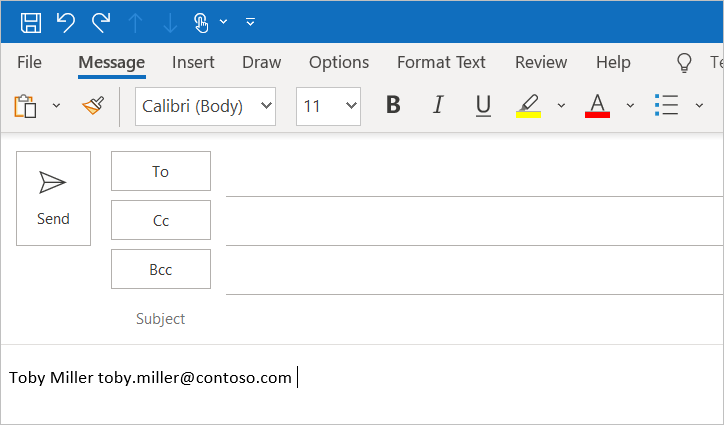 File Message Insert Draw Options Format Text Review Help Te
Calibri (Body) 11 B I U A
To
Send
Cc
Bcc
Subject
Toby Miller toby.miller@contoso.com